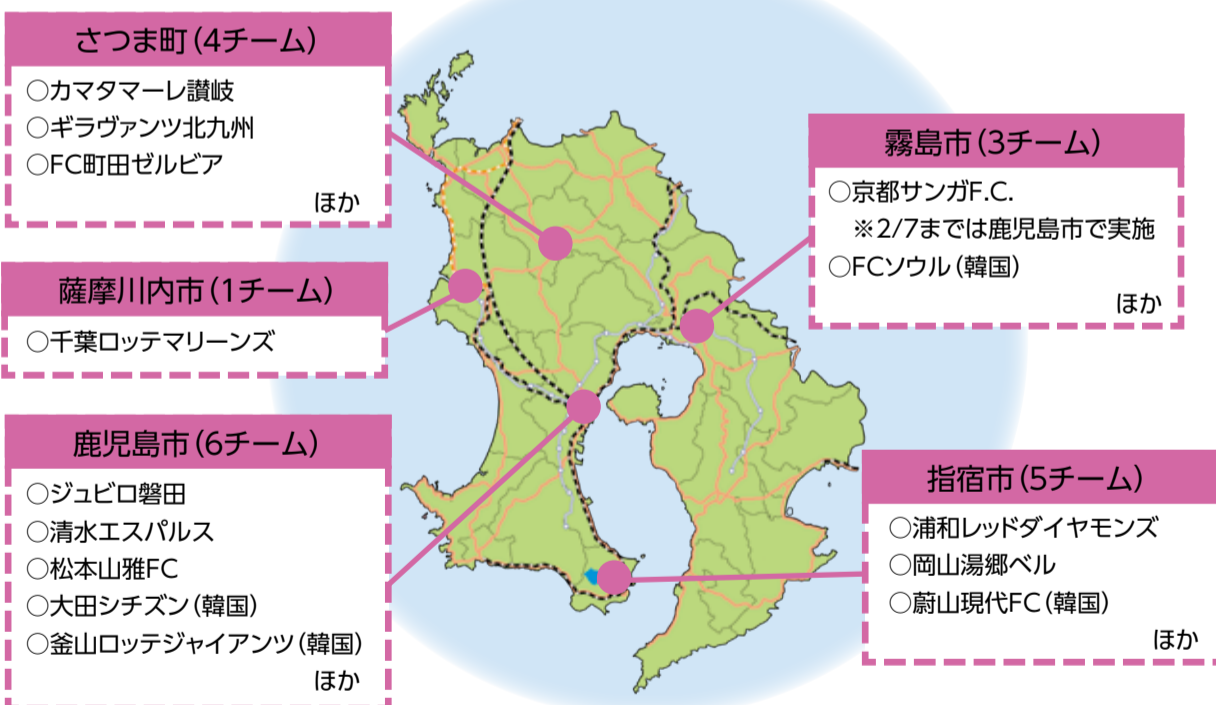 さつま町(4チーム)
○カマタマーレ讃岐
○ギラヴァンツ北九州
○FC町田ゼルビア
ほか
薩摩川内市(1チーム)
○千葉ロッテマリーンズ
鹿児島市(6チーム)
○ジュビロ磐田
○清水エスパルス
○松本山雅FC
○大田シチズン(韓国)
○釜山ロッテジャイアンツ(韓国)
ほか
霧島市(3チーム)
○京都サンガF.C.
※2/7までは鹿児島市で実施
○FCソウル(韓国)
ほか
指宿市(5チーム)
○浦和レッドダイヤモンズ
○岡山湯郷ベル
○蔚山現代FC(韓国)
ほか